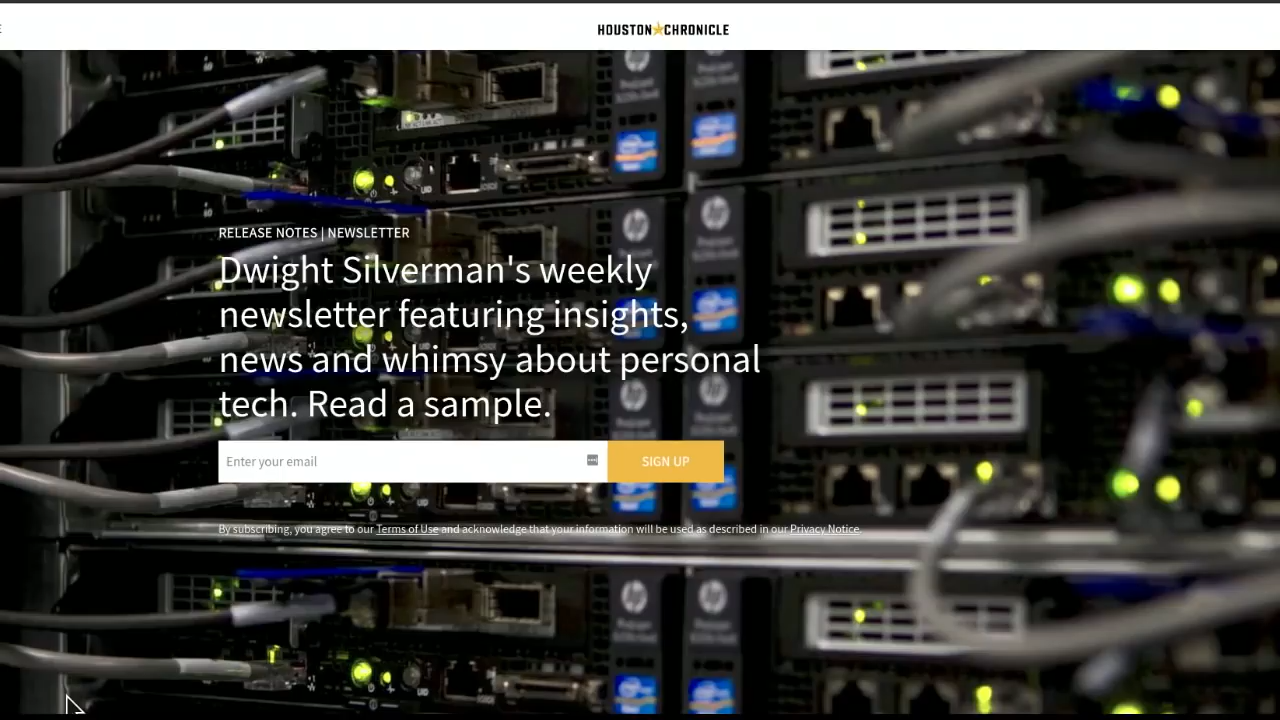 HOUSTON CHRONICLE
RELEASE NOTES | NEWSLETTER
Dwight Silverman's weekly
newsletter featuring insights,
news and whimsy about personal
tech. Read a sample.
Enter your email
SIGN UP
By subscribing, you agree to our Terms of Use and acknowledge that your information will be used as described in our Privacy Notice.